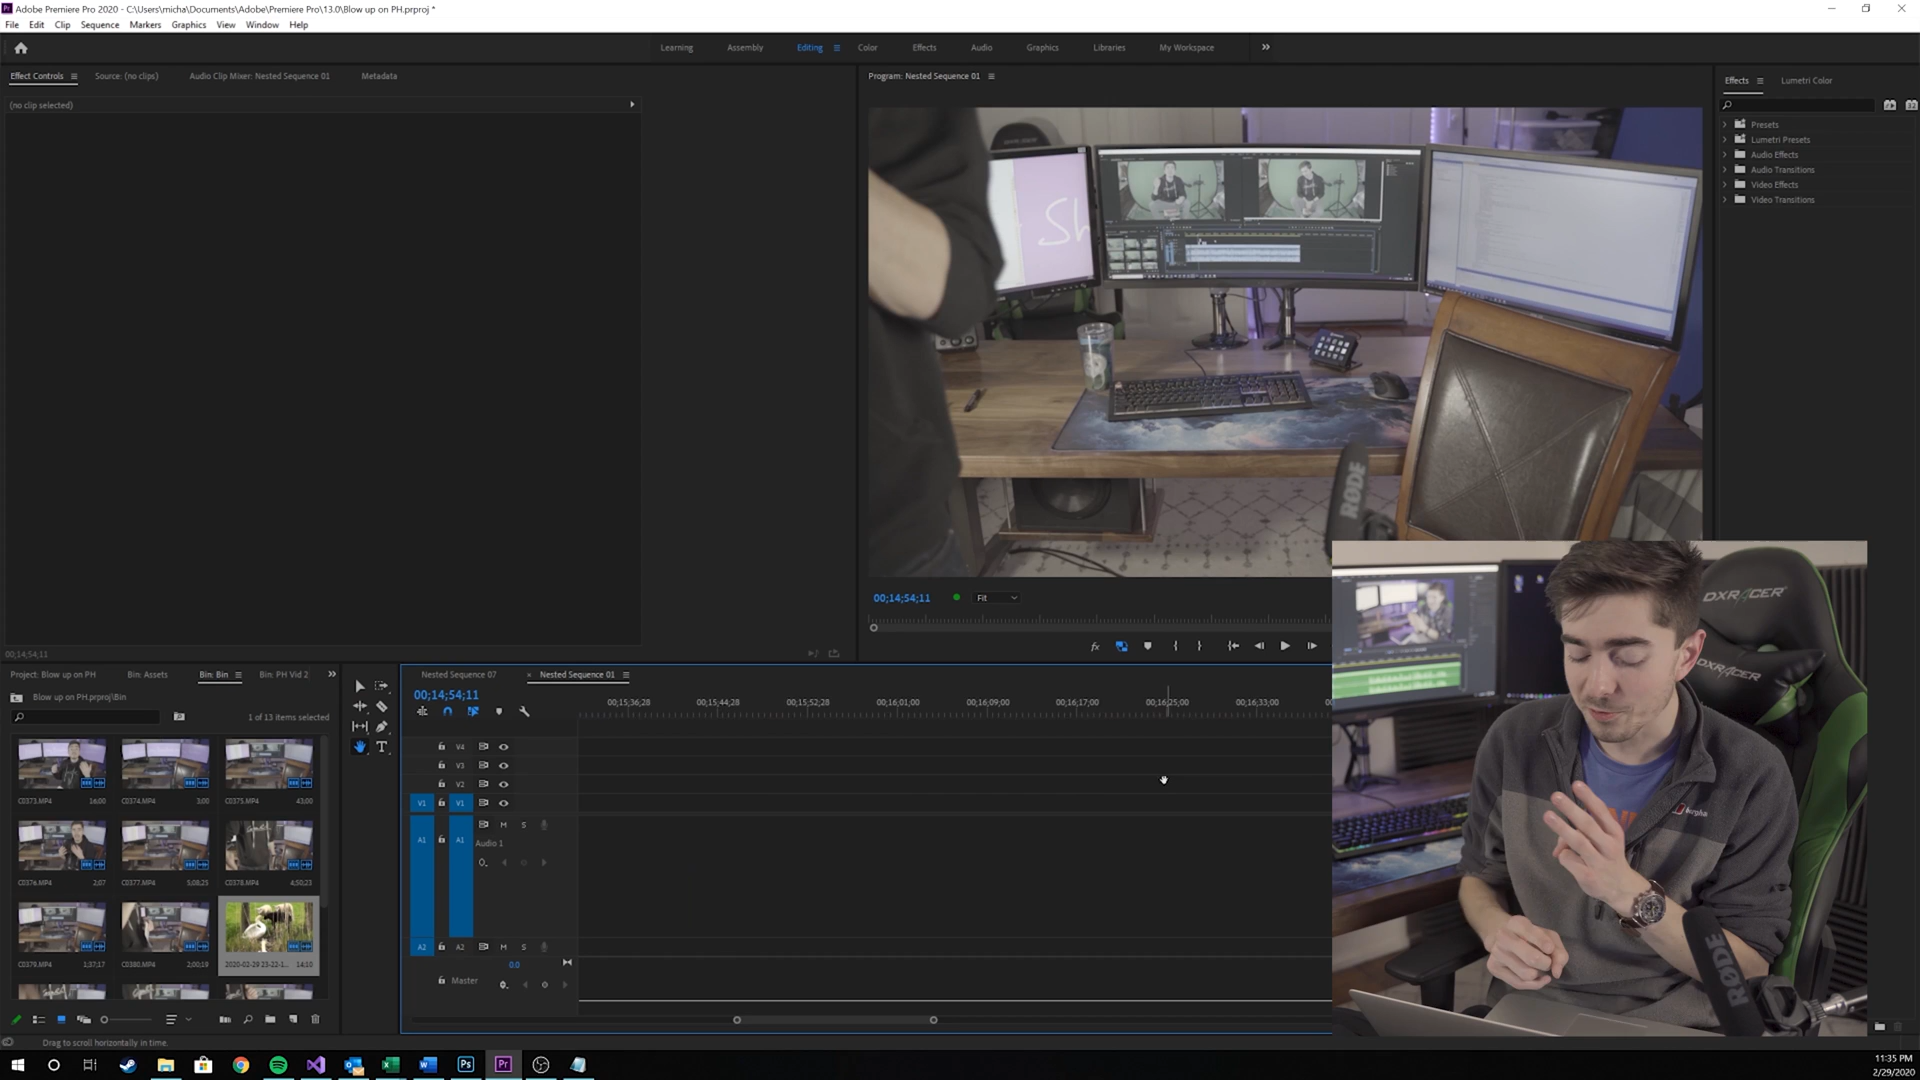 Adobe Premiere Pro 2020 - C:\Users\micha\Documents\Adobe\Premiere Pro\13.0\Blow up on PH.prproj *
File Edit Clip Sequence Markers Graphics View Window Help
Learning Assembly Editing Color Effects Audio Graphics Libraries My Workspace
Effect Controls Source: (no clips) Audio Clip Mixer: Nested Sequence 01 Metadata
Program: Nested Sequence 01
Effects Lumetri Color
(no clip selected)
Presets
Lumetri Presets
Audio Effects
Audio Transitions
Video Effects
Video Transitions
Sh
RØDE
00;14;54;11 Fit
DXRACER
DXRACER
00;14;54;11
Project: Blow up on PH Bin: Assets Bin: Bin Bin: PH Vid 2
Blow up on PH.prproj\Bin
1 of 13 items selected
C0373.MP4 16;00 C0374.MP4 3;00 C0375.MP4 43;00
C0376.MP4 2;07 C0377.MP4 5;08;25 C0378.MP4 4;50;23
C0379.MP4 1;37;17 C0380.MP4 2;00;19 2020-02-29 23-22-1... 14;10
Nested Sequence 07 × Nested Sequence 01
00;14;54;11
00;15;36;28 00;15;44;28 00;15;52;28 00;16;01;00 00;16;09;00 00;16;17;00 00;16;25;00 00;16;33;00
V4
V3
V2
V1 V1
A1 A1 M S
Audio 1
A2 A2 M S
0.0
Master
berghaus
RØDE
Drag to scroll horizontally in time.
11:35 PM
2/29/2020